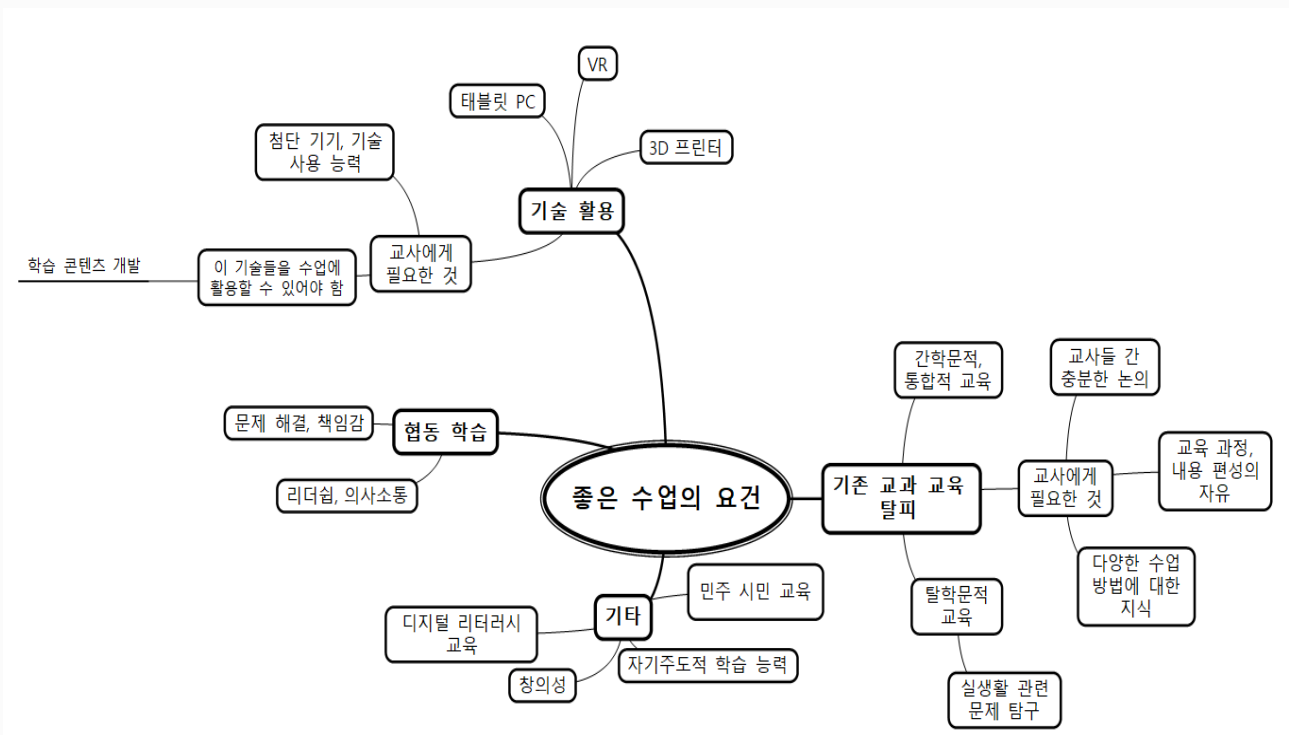 VR
태블릿 PC
3D 프린터
첨단 기기, 기술
사용 능력
기술 활용
교사에게
필요한 것
이 기술들을 수업에
활용할 수 있어야 함
학습 콘텐츠 개발
협동 학습
문제 해결, 책임감
리더쉽, 의사소통
좋은 수업의 요건
기존 교과 교육
탈피
간학문적,
통합적 교육
교사에게
필요한 것
교사들 간
충분한 논의
교육 과정,
내용 편성의
자유
다양한 수업
방법에 대한
지식
탈학문적
교육
실생활 관련
문제 탐구
기타
민주 시민 교육
디지털 리터러시
교육
창의성
자기주도적 학습 능력